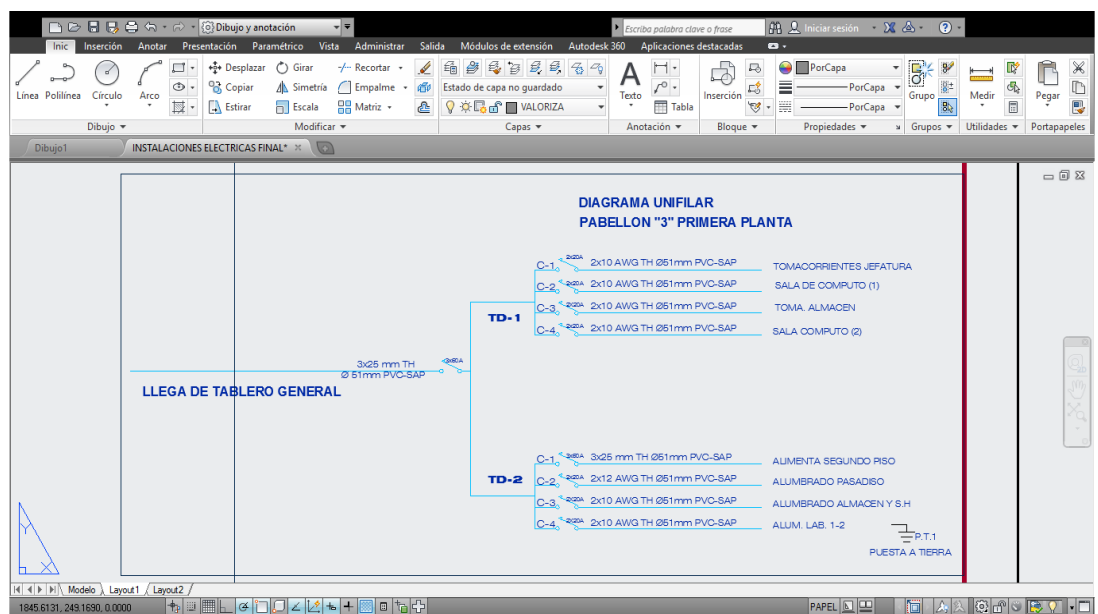 Dibujo y anotación
Escriba palabra clave o frase
Iniciar sesión
Inic Inserción Anotar Presentación Paramétrico Vista Administrar Salida Módulos de extensión Autodesk 360 Aplicaciones destacadas
Línea Polilínea Círculo Arco
Desplazar Girar Recortar
Copiar Simetría Empalme
Estirar Escala Matriz
Estado de capa no guardado
VALORIZA
Texto
Tabla
Inserción
PorCapa
PorCapa
PorCapa
Grupo
Medir
Pegar
Dibujo Modificar Capas Anotación Bloque Propiedades Grupos Utilidades Portapapeles
Dibujo1 INSTALACIONES ELECTRICAS FINAL*
DIAGRAMA UNIFILAR
PABELLON "3" PRIMERA PLANTA
C-1 2x20A 2x10 AWG TH Ø51mm PVC-SAP TOMACORRIENTES JEFATURA
C-2 2x20A 2x10 AWG TH Ø51mm PVC-SAP SALA DE COMPUTO (1)
C-3 2x20A 2x10 AWG TH Ø51mm PVC-SAP TOMA. ALMACEN
TD-1
C-4 2x20A 2x10 AWG TH Ø51mm PVC-SAP SALA COMPUTO (2)
3x25 mm TH 3x60A
Ø 51mm PVC-SAP
LLEGA DE TABLERO GENERAL
C-1 3x60A 3x25 mm TH Ø51mm PVC-SAP ALIMENTA SEGUNDO PISO
TD-2
C-2 2x20A 2x12 AWG TH Ø51mm PVC-SAP ALUMBRADO PASADISO
C-3 2x20A 2x10 AWG TH Ø51mm PVC-SAP ALUMBRADO ALMACEN Y S.H
C-4 2x20A 2x10 AWG TH Ø51mm PVC-SAP ALUM. LAB. 1-2
P.T.1
PUESTA A TIERRA
Y
X
Modelo Layout1 Layout2
1845.6131, 249.1690, 0.0000
PAPEL